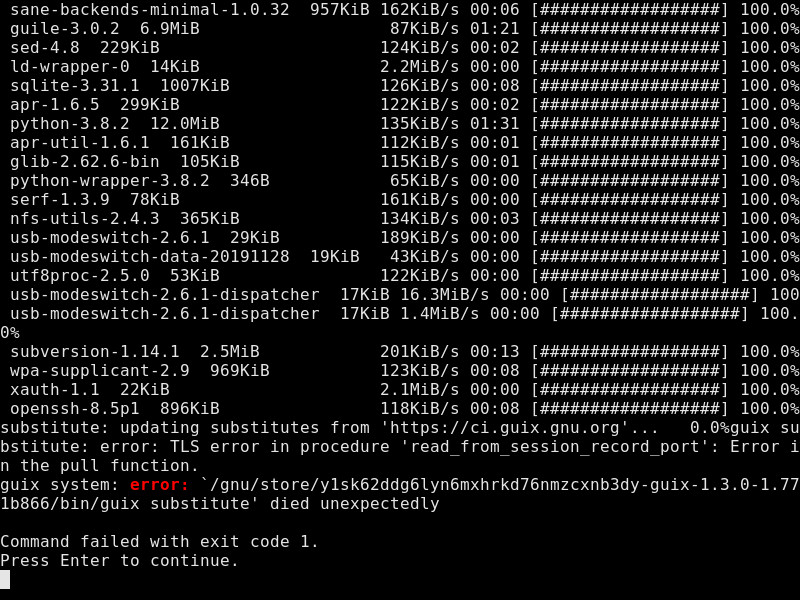 sane-backends-minimal-1.0.32  957KiB 162KiB/s 00:06 [##################] 100.0%
guile-3.0.2  6.9MiB                   87KiB/s 01:21 [##################] 100.0%
sed-4.8  229KiB                      124KiB/s 00:02 [##################] 100.0%
ld-wrapper-0  14KiB                  2.2MiB/s 00:00 [##################] 100.0%
sqlite-3.31.1  1007KiB               126KiB/s 00:08 [##################] 100.0%
apr-1.6.5  299KiB                    122KiB/s 00:02 [##################] 100.0%
python-3.8.2  12.0MiB                135KiB/s 01:31 [##################] 100.0%
apr-util-1.6.1  161KiB               112KiB/s 00:01 [##################] 100.0%
glib-2.62.6-bin  105KiB              115KiB/s 00:01 [##################] 100.0%
python-wrapper-3.8.2  346B            65KiB/s 00:00 [##################] 100.0%
serf-1.3.9  78KiB                    161KiB/s 00:00 [##################] 100.0%
nfs-utils-2.4.3  365KiB              134KiB/s 00:03 [##################] 100.0%
usb-modeswitch-2.6.1  29KiB          189KiB/s 00:00 [##################] 100.0%
usb-modeswitch-data-20191128  19KiB   43KiB/s 00:00 [##################] 100.0%
utf8proc-2.5.0  53KiB                122KiB/s 00:00 [##################] 100.0%
usb-modeswitch-2.6.1-dispatcher  17KiB 16.3MiB/s 00:00 [##################] 100
usb-modeswitch-2.6.1-dispatcher  17KiB 1.4MiB/s 00:00 [##################] 100.
0%
subversion-1.14.1  2.5MiB            201KiB/s 00:13 [##################] 100.0%
wpa-supplicant-2.9  969KiB           123KiB/s 00:08 [##################] 100.0%
xauth-1.1  22KiB                     2.1MiB/s 00:00 [##################] 100.0%
openssh-8.5p1  896KiB                118KiB/s 00:08 [##################] 100.0%
substitute: updating substitutes from 'https://ci.guix.gnu.org'...   0.0%guix su
bstitute: error: TLS error in procedure 'read_from_session_record_port': Error i
n the pull function.
guix system: error: `/gnu/store/y1sk62ddg6lyn6mxhrkd76nmzcxnb3dy-guix-1.3.0-1.77
1b866/bin/guix substitute' died unexpectedly
Command failed with exit code 1.
Press Enter to continue.